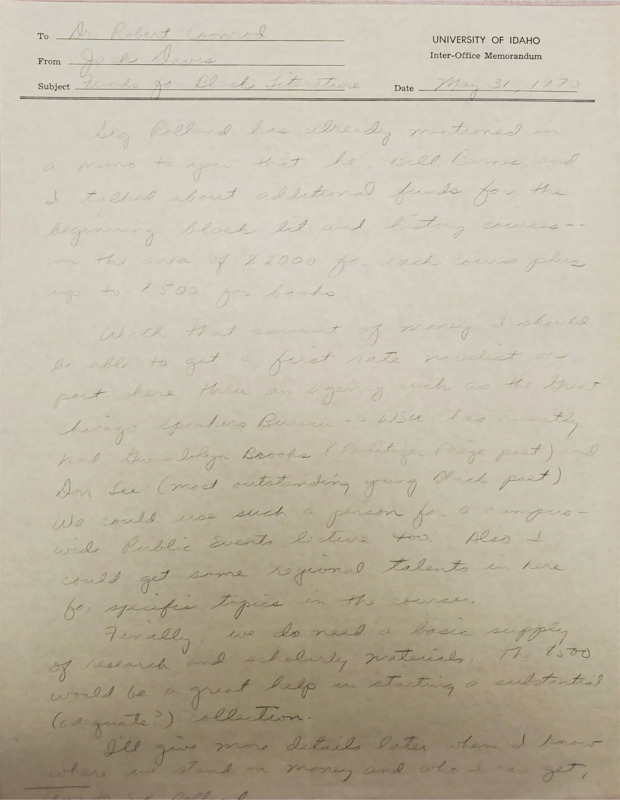 To Dr. Robert Coonrod
UNIVERSITY OF IDAHO
From Jack Davis
Inter-Office Memorandum
Subject Funds for Black Literature
Date May 31, 1970
Sig Rolland has already mentioned in
a memo to you that he, Bill Barnes and
I talked about additional funds for the
beginning black lit and history courses--
in the area of $2000 for each course plus
up to $500 for books.
With that amount of money I should
be able to get a first rate novelist or
poet here thru an agency such as the Great
Chicago Speakers Bureau -- WSU has recently
had Gwendolyn Brooks (Pulitzer Prize poet) and
Don Lee (most outstanding young Black poet)
We could use such a person for a campus-
wide Public Events lecture too. Also I
could get some regional talents in here
for specific topics in the course.
Finally, we do need a basic supply
of research and scholarly materials. $500
would be a great help in starting a substantial
(adequate?) collection.
I'll give more details later when I know
where we stand on money and who I can get.
Rolland